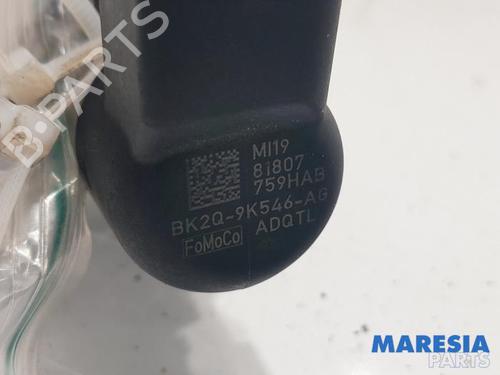 B-PARTS
MI19
81807
759HAB
BK2Q-9K546-AG
FoMoCo ADQTL
MARESIA
PARTS